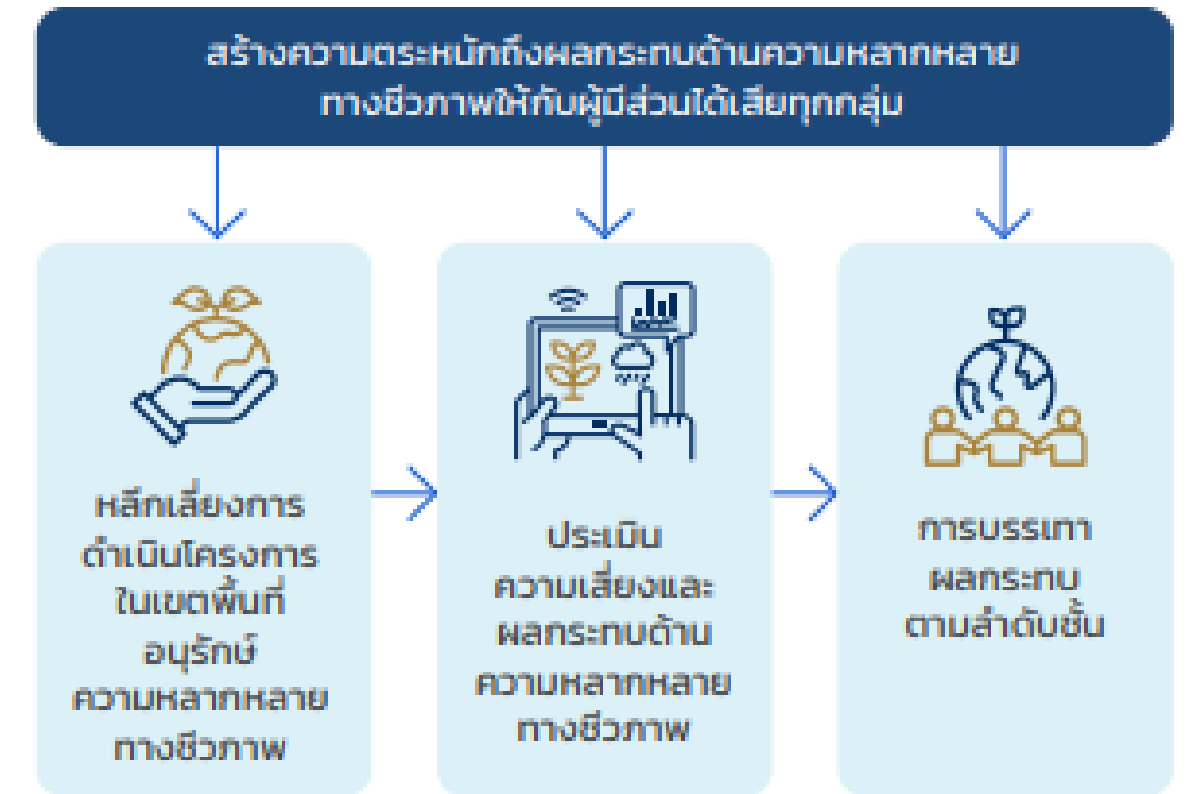 สร้างความตระหนักถึงผลกระทบด้านความหลากหลาย
ทางชีวภาพให้กับผู้มีส่วนได้เสียทุกกลุ่ม
หลีกเลี่ยงการ
ดำเนินโครงการ
ในเขตพื้นที่
อนุรักษ์
ความหลากหลาย
ทางชีวภาพ
ประเมิน
ความเสี่ยงและ
ผลกระทบด้าน
ความหลากหลาย
ทางชีวภาพ
การบรรเทา
ผลกระทบ
ตามลำดับชั้น